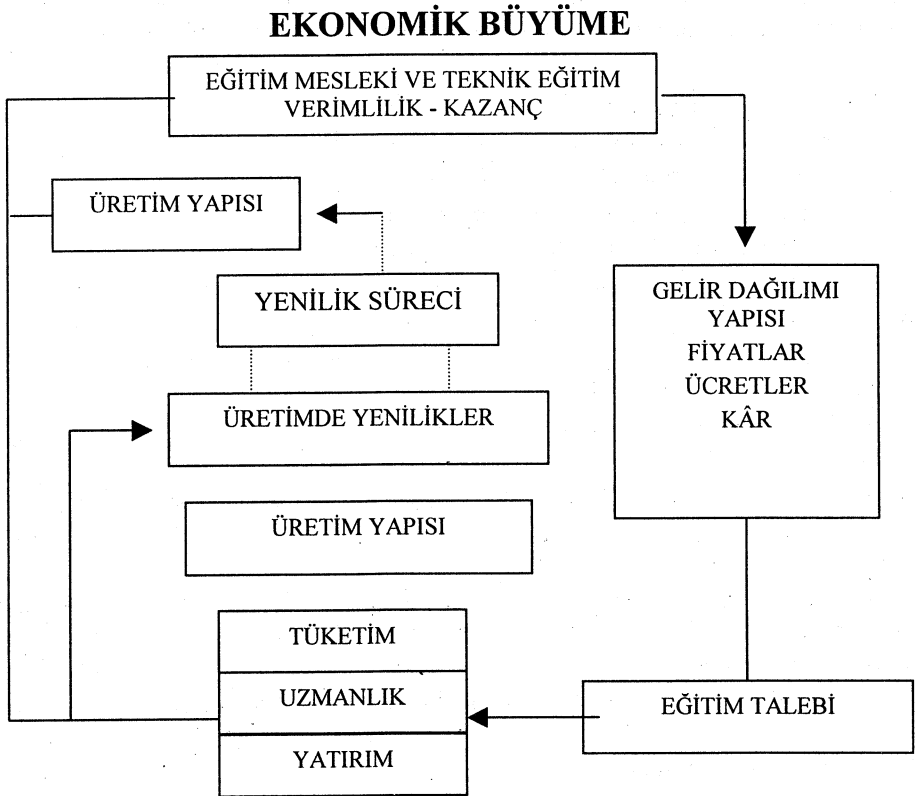 EKONOMİK BÜYÜME
EĞİTİM MESLEKİ VE TEKNİK EĞİTİM
VERİMLİLİK - KAZANÇ
ÜRETİM YAPISI
YENİLİK SÜRECİ
GELİR DAĞILIMI
YAPISI
FİYATLAR
ÜCRETLER
KÂR
ÜRETİMDE YENİLİKLER
ÜRETİM YAPISI
TÜKETİM
UZMANLIK
YATIRIM
EĞİTİM TALEBİ